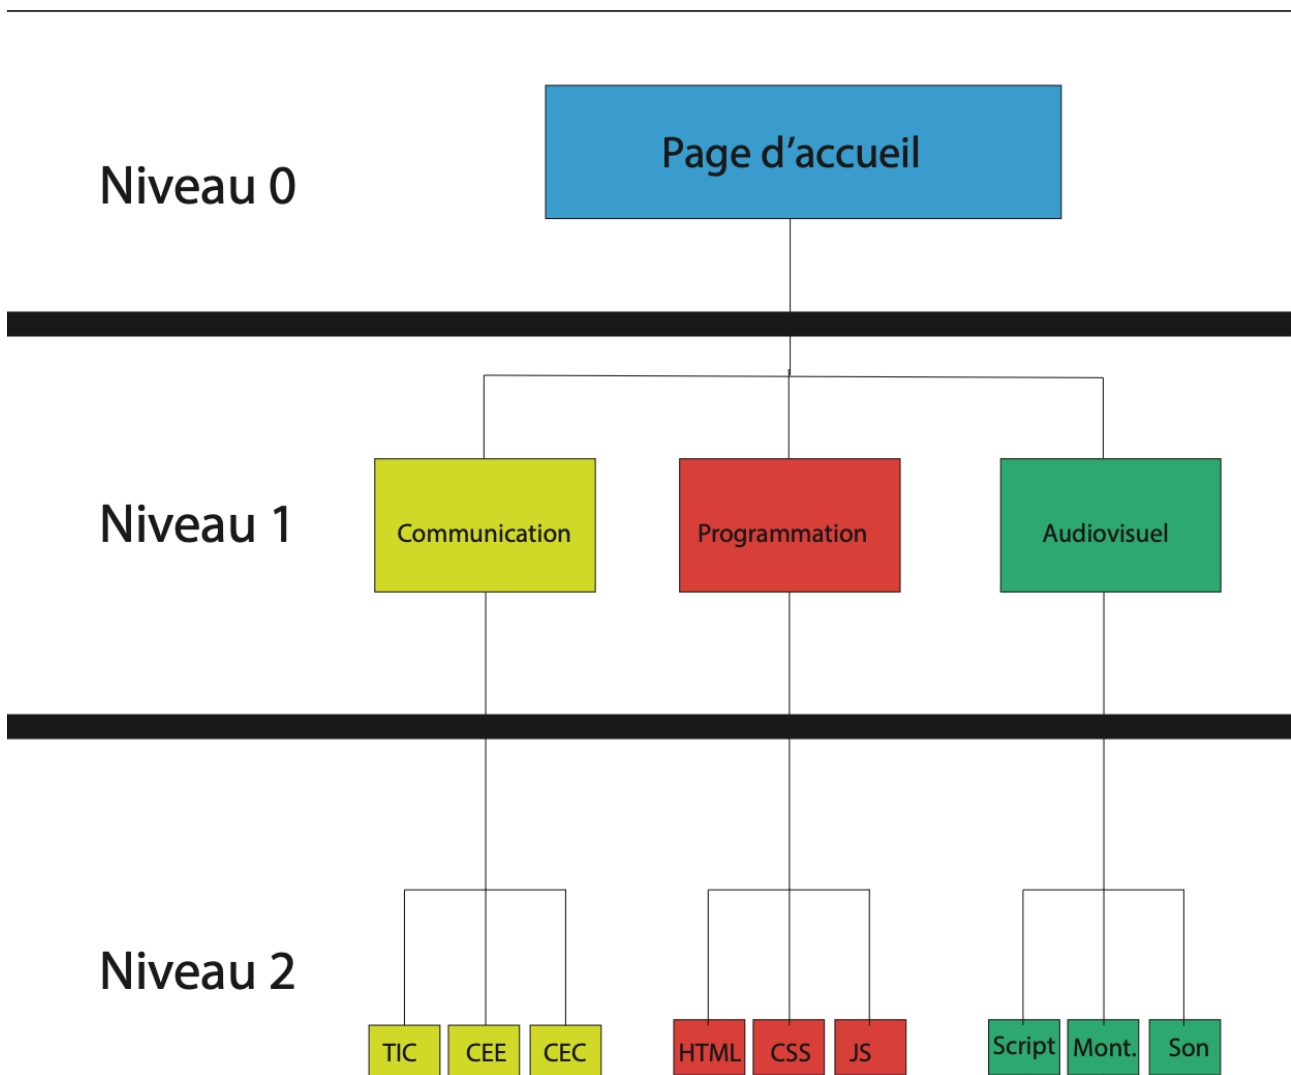 Page d’accueil
Niveau 0
Niveau 1
Communication
Programmation
Audiovisuel
Niveau 2
TIC
CEE
CEC
HTML
CSS
JS
Script
Mont.
Son